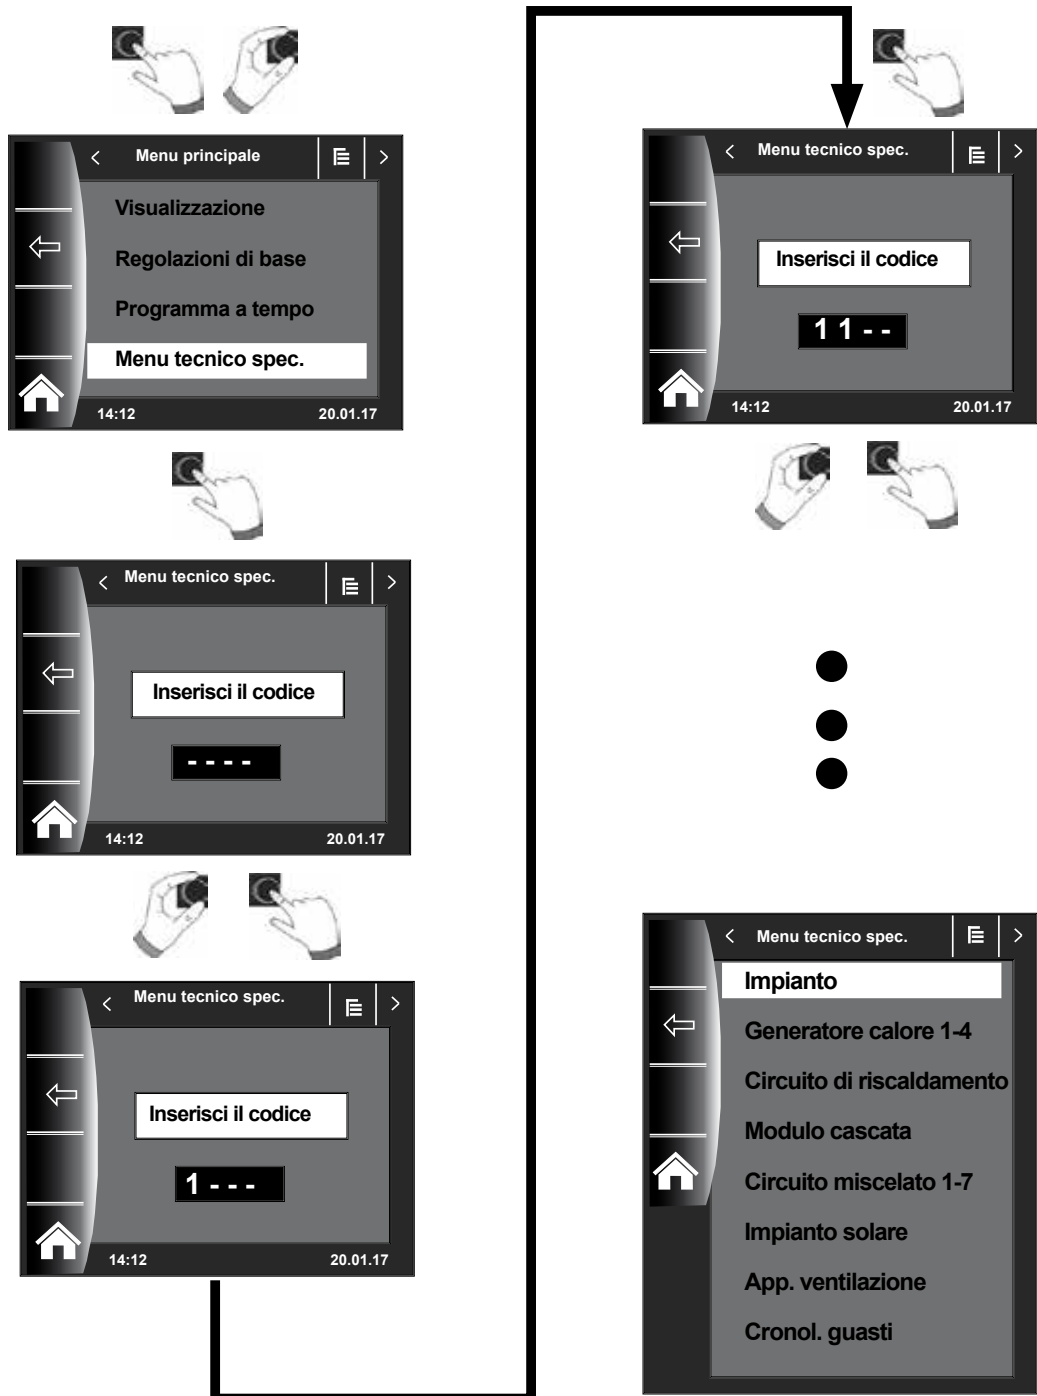 Menu principale
Visualizzazione
Regolazioni di base
Programma a tempo
Menu tecnico spec.
14:12 20.01.17
Menu tecnico spec.
Inserisci il codice
- - - -
14:12 20.01.17
Menu tecnico spec.
Inserisci il codice
1 - - -
14:12 20.01.17
Menu tecnico spec.
Inserisci il codice
1 1 - -
14:12 20.01.17
Menu tecnico spec.
Impianto
Generatore calore 1-4
Circuito di riscaldamento
Modulo cascata
Circuito miscelato 1-7
Impianto solare
App. ventilazione
Cronol. guasti